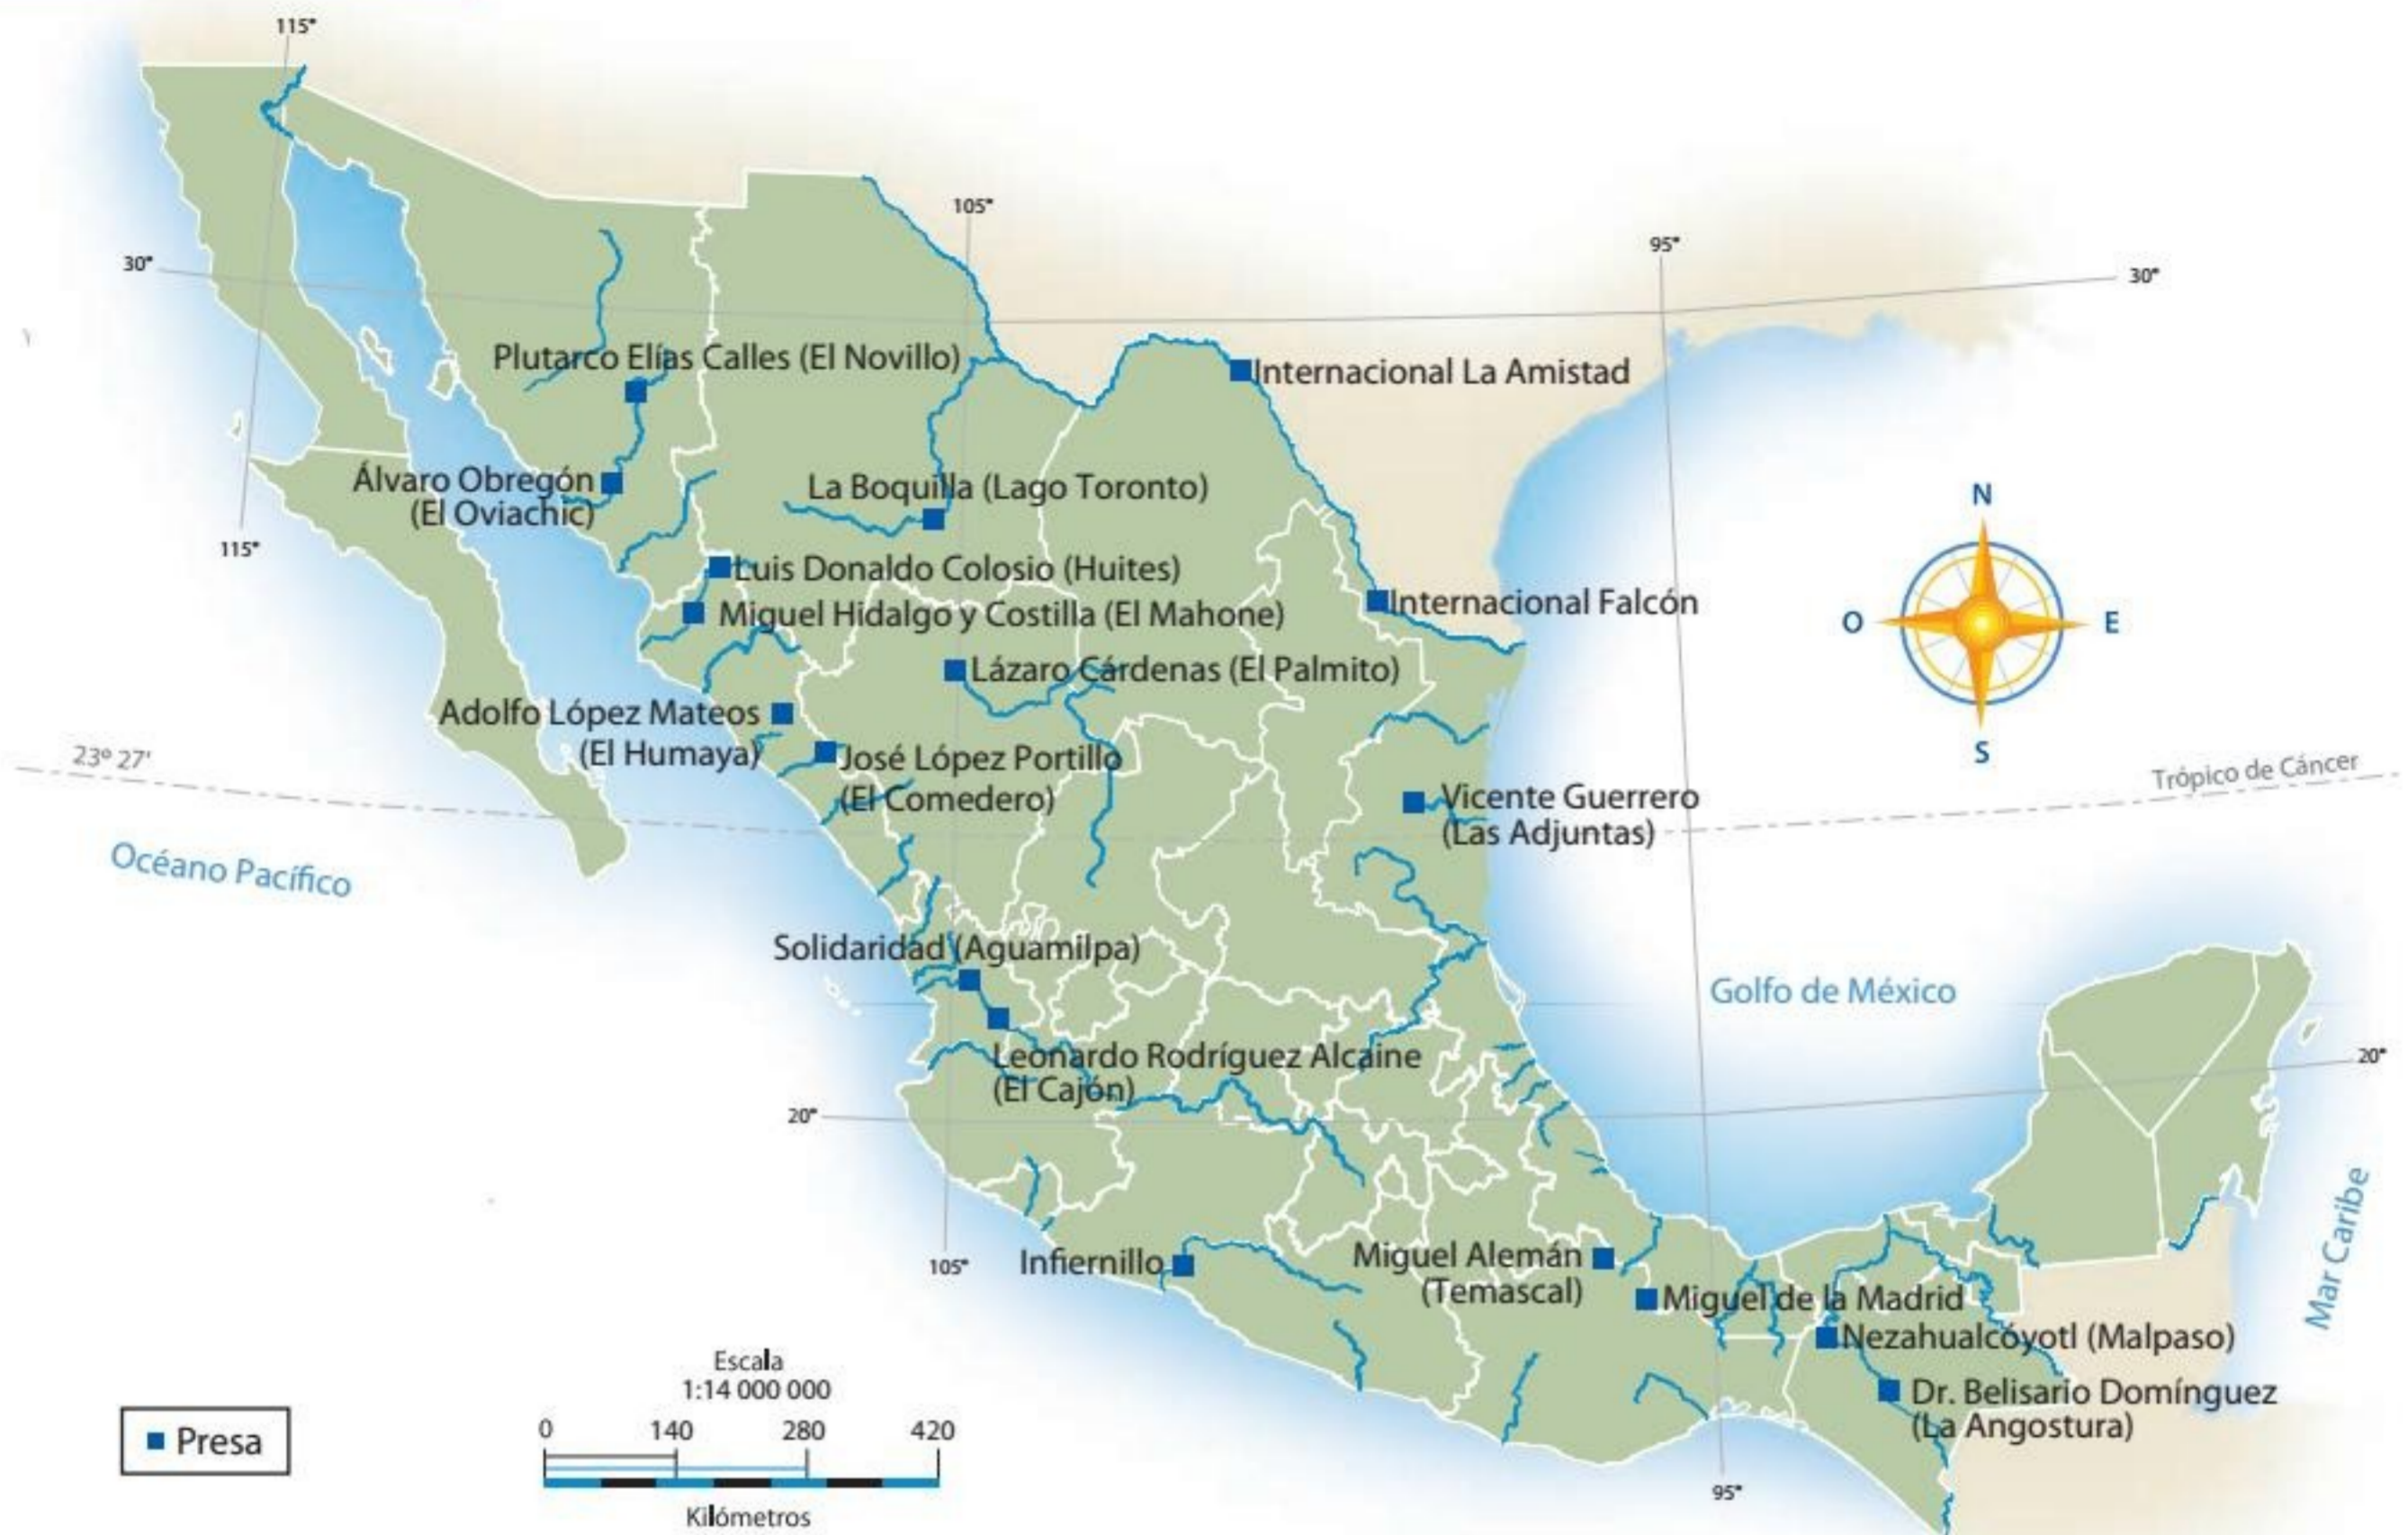 115°
105°
95°
30°
30°
Plutarco Elías Calles (El Novillo)
Internacional La Amistad
Álvaro Obregón
(El Oviachic)
La Boquilla (Lago Toronto)
N
115°
Luis Donaldo Colosio (Huites)
Miguel Hidalgo y Costilla (El Mahone)
Internacional Falcón
O
E
Lázaro Cárdenas (El Palmito)
Adolfo López Mateos
(El Humaya)
José López Portillo
(El Comedero)
S
23º 27'
Trópico de Cáncer
Vicente Guerrero
(Las Adjuntas)
Océano Pacífico
Solidaridad (Aguamilpa)
Golfo de México
Leonardo Rodríguez Alcaine
(El Cajón)
20°
20°
Mar Caribe
Infiernillo
105°
Miguel Alemán
(Temascal)
Miguel de la Madrid
Nezahualcóyotl (Malpaso)
Dr. Belisario Domínguez
(La Angostura)
95°
Escala
1:14 000 000
0 140 280 420
Kilómetros
Presa